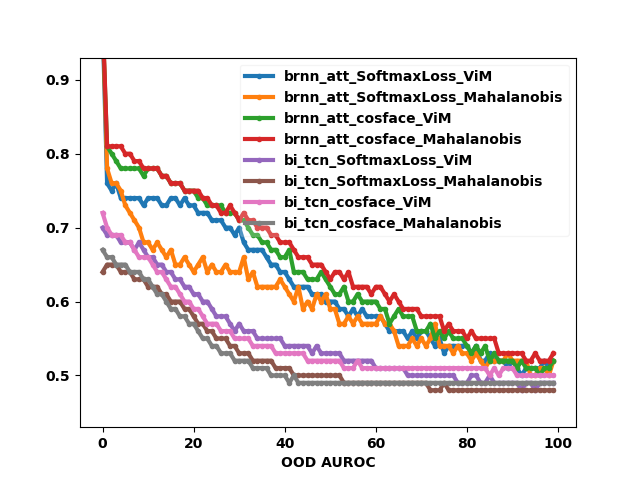 0.9
0.8
0.7
0.6
0.5
brnn_att_SoftmaxLoss_ViM
brnn_att_SoftmaxLoss_Mahalanobis
brnn_att_cosface_ViM
brnn_att_cosface_Mahalanobis
bi_tcn_SoftmaxLoss_ViM
bi_tcn_SoftmaxLoss_Mahalanobis
bi_tcn_cosface_ViM
bi_tcn_cosface_Mahalanobis
0 20 40 60 80 100
OOD AUROC